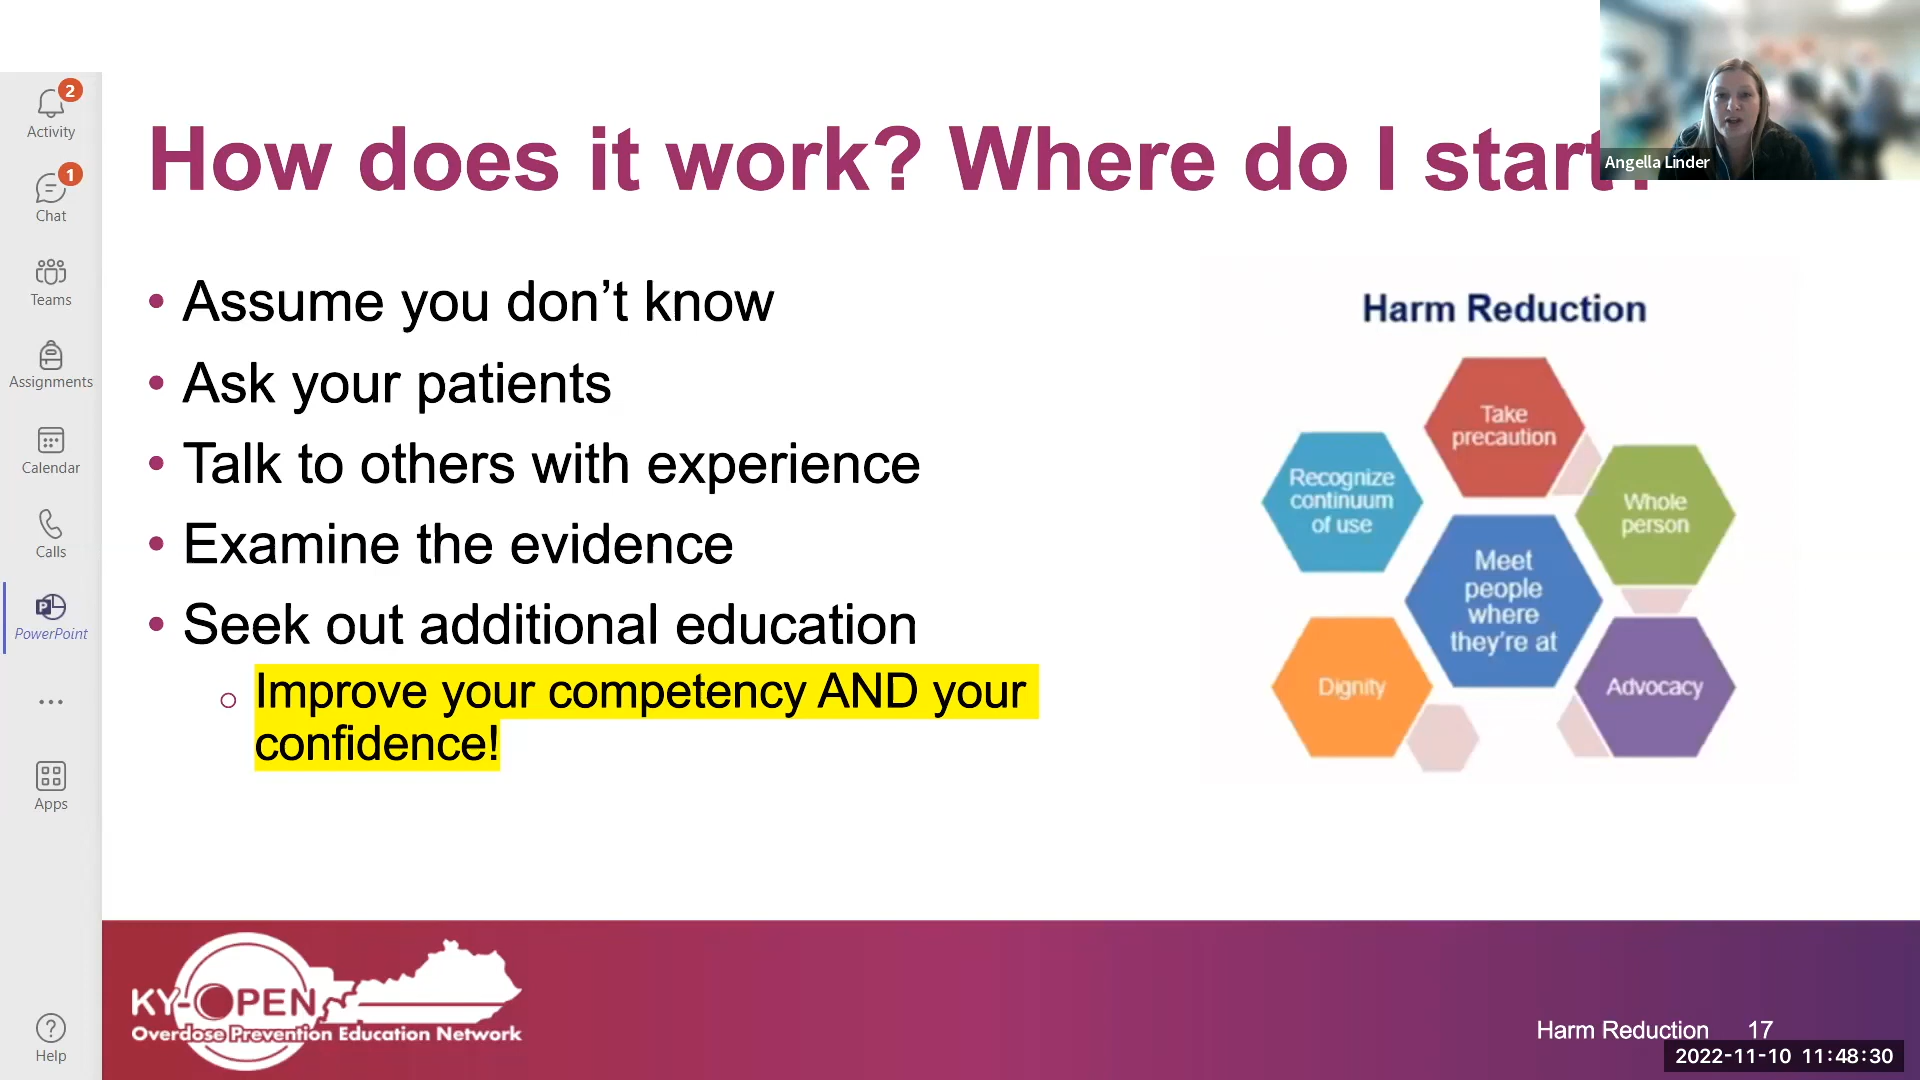 2
Activity
1
Chat
Teams
Assignments
Calendar
Calls
PowerPoint
Apps
Help
How does it work? Where do I start?
Angella Linder
• Assume you don’t know
• Ask your patients
• Talk to others with experience
• Examine the evidence
• Seek out additional education
○ Improve your competency AND your
confidence!
Harm Reduction
Take
precaution
Recognize
continuum
of use
Whole
person
Meet
people
where
they’re at
Dignity
Advocacy
KY-OPEN
Overdose Prevention Education Network
Harm Reduction 17
2022-11-10 11:48:30